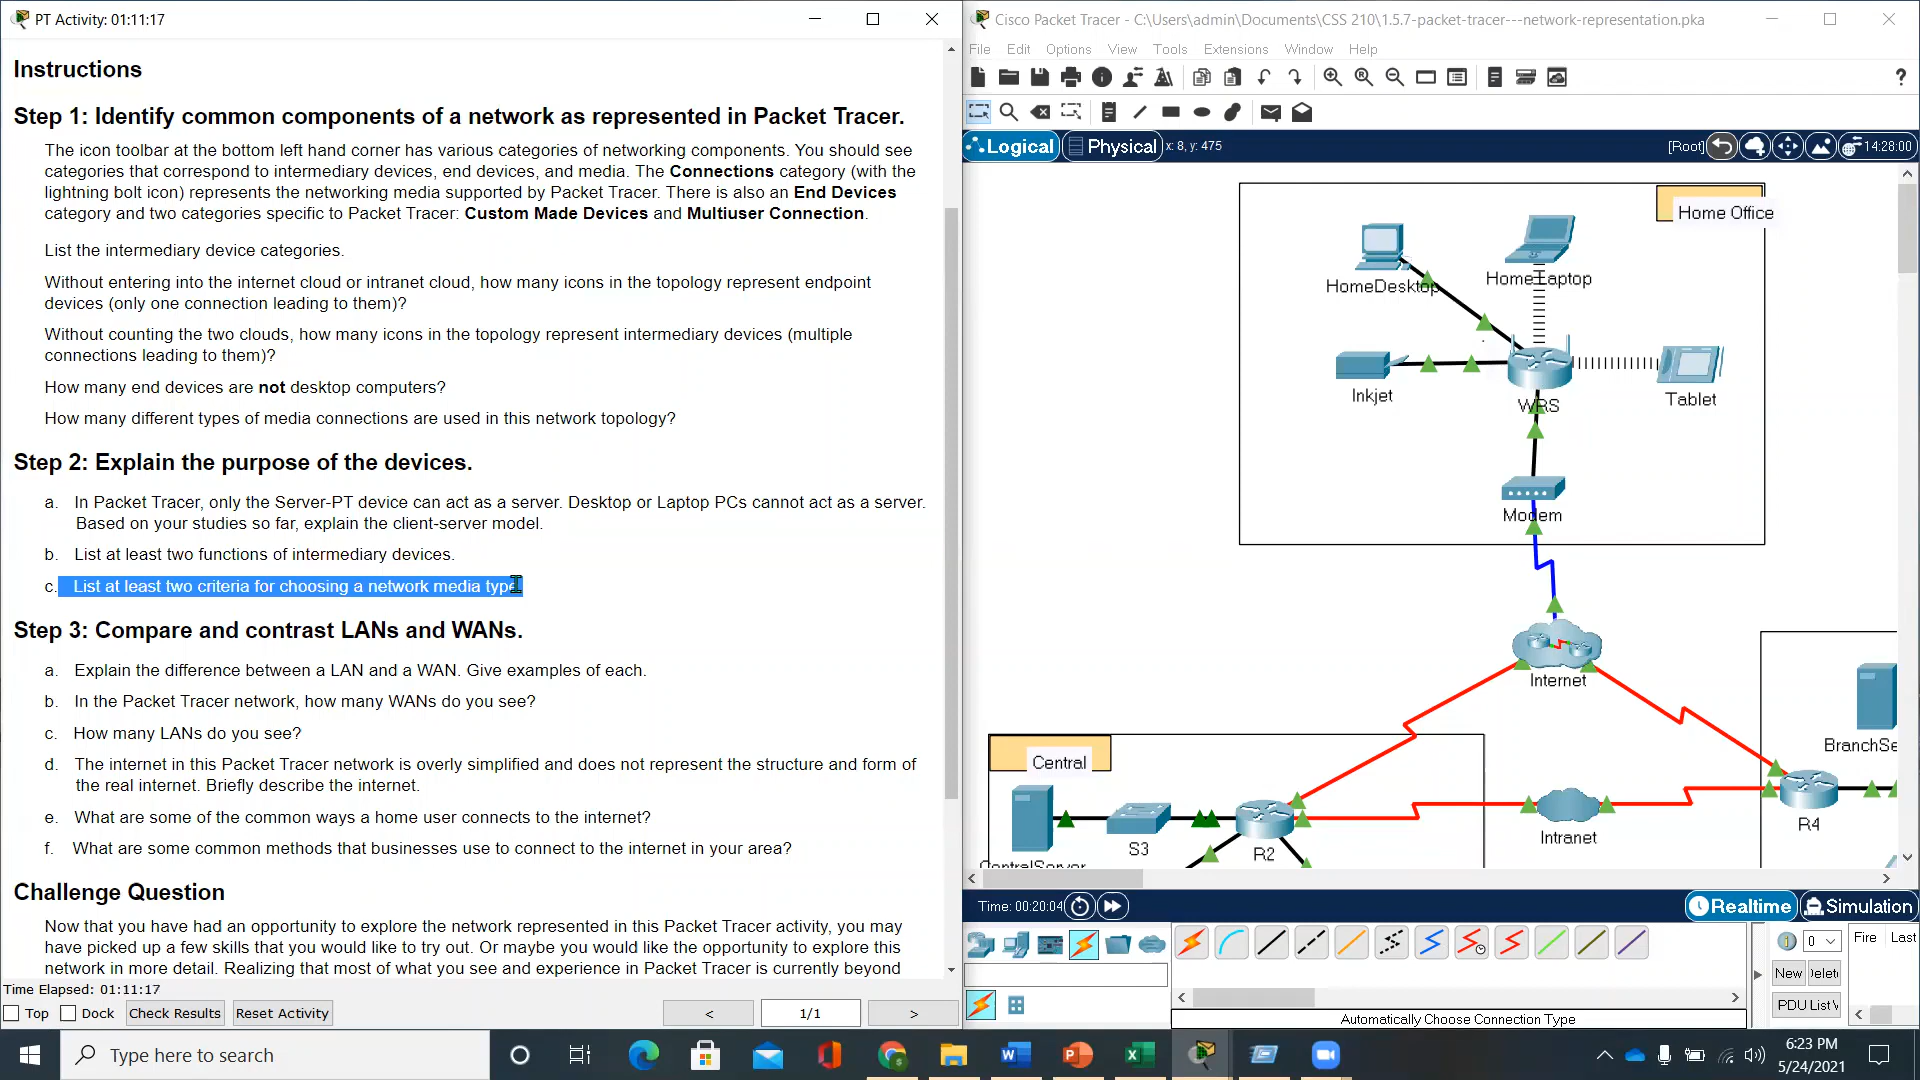 PT Activity: 01:11:17
Instructions
Step 1: Identify common components of a network as represented in Packet Tracer.
The icon toolbar at the bottom left hand corner has various categories of networking components. You should see
categories that correspond to intermediary devices, end devices, and media. The Connections category (with the
lightning bolt icon) represents the networking media supported by Packet Tracer. There is also an End Devices
category and two categories specific to Packet Tracer: Custom Made Devices and Multiuser Connection.
List the intermediary device categories.
Without entering into the internet cloud or intranet cloud, how many icons in the topology represent endpoint
devices (only one connection leading to them)?
Without counting the two clouds, how many icons in the topology represent intermediary devices (multiple
connections leading to them)?
How many end devices are not desktop computers?
How many different types of media connections are used in this network topology?
Step 2: Explain the purpose of the devices.
a. In Packet Tracer, only the Server-PT device can act as a server. Desktop or Laptop PCs cannot act as a server.
Based on your studies so far, explain the client-server model.
b. List at least two functions of intermediary devices.
c. List at least two criteria for choosing a network media type
Step 3: Compare and contrast LANs and WANs.
a. Explain the difference between a LAN and a WAN. Give examples of each.
b. In the Packet Tracer network, how many WANs do you see?
c. How many LANs do you see?
d. The internet in this Packet Tracer network is overly simplified and does not represent the structure and form of
the real internet. Briefly describe the internet.
e. What are some of the common ways a home user connects to the internet?
f. What are some common methods that businesses use to connect to the internet in your area?
Challenge Question
Now that you have had an opportunity to explore the network represented in this Packet Tracer activity, you may
have picked up a few skills that you would like to try out. Or maybe you would like the opportunity to explore this
network in more detail. Realizing that most of what you see and experience in Packet Tracer is currently beyond
Time Elapsed: 01:11:17
Top Dock Check Results Reset Activity < 1/1 >
Cisco Packet Tracer - C:\Users\admin\Documents\CSS 210\1.5.7-packet-tracer---network-representation.pka
File Edit Options View Tools Extensions Window Help
?
Logical Physical x: 8, y: 475 [Root] 14:28:00
Home Office
HomeDesktop
Home Laptop
Inkjet
WRS
Tablet
Modem
Internet
Central
BranchSe
S3
R2
Intranet
R4
CentralServer
Time: 00:20:04 Realtime Simulation
0 Fire Last
New Delet
PDU List V
Automatically Choose Connection Type
Type here to search
6:23 PM
5/24/2021